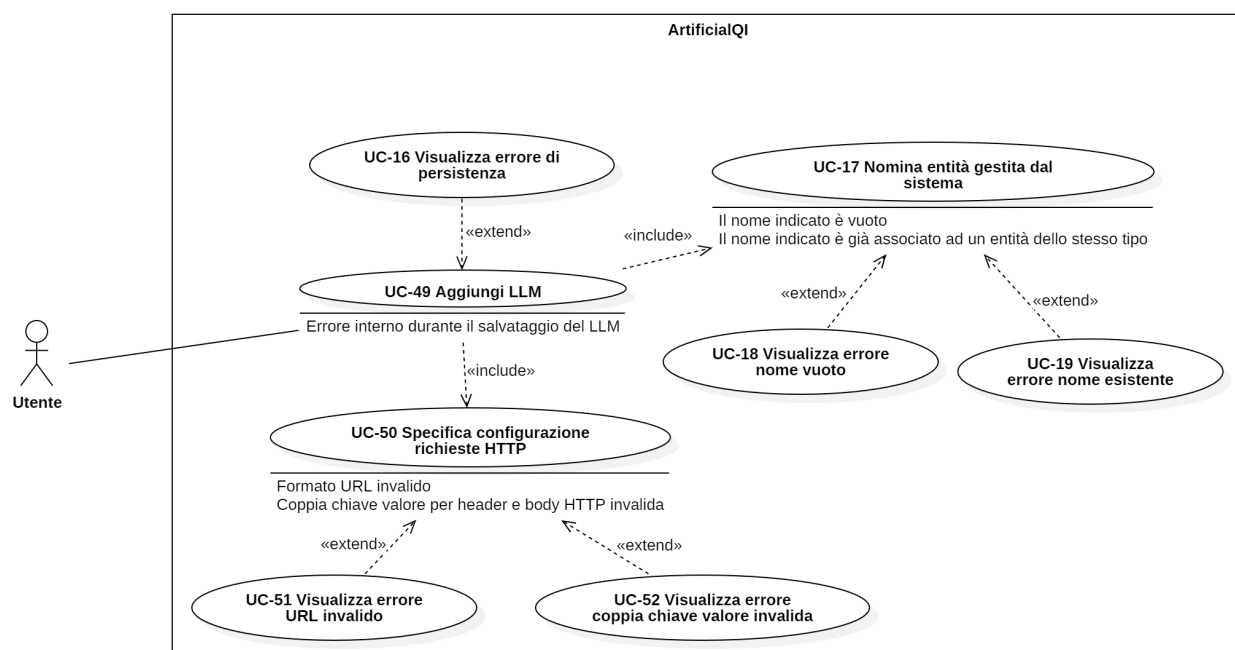 ArtificialQI
UC-16 Visualizza errore di
persistenza
UC-17 Nomina entità gestita dal
sistema
Il nome indicato è vuoto
Il nome indicato è già associato ad un entità dello stesso tipo
«extend»
«include»
UC-49 Aggiungi LLM
Errore interno durante il salvataggio del LLM
«extend»
«extend»
UC-18 Visualizza errore
nome vuoto
UC-19 Visualizza
errore nome esistente
Utente
«include»
UC-50 Specifica configurazione
richieste HTTP
Formato URL invalido
Coppia chiave valore per header e body HTTP invalida
«extend»
«extend»
UC-51 Visualizza errore
URL invalido
UC-52 Visualizza errore
coppia chiave valore invalida